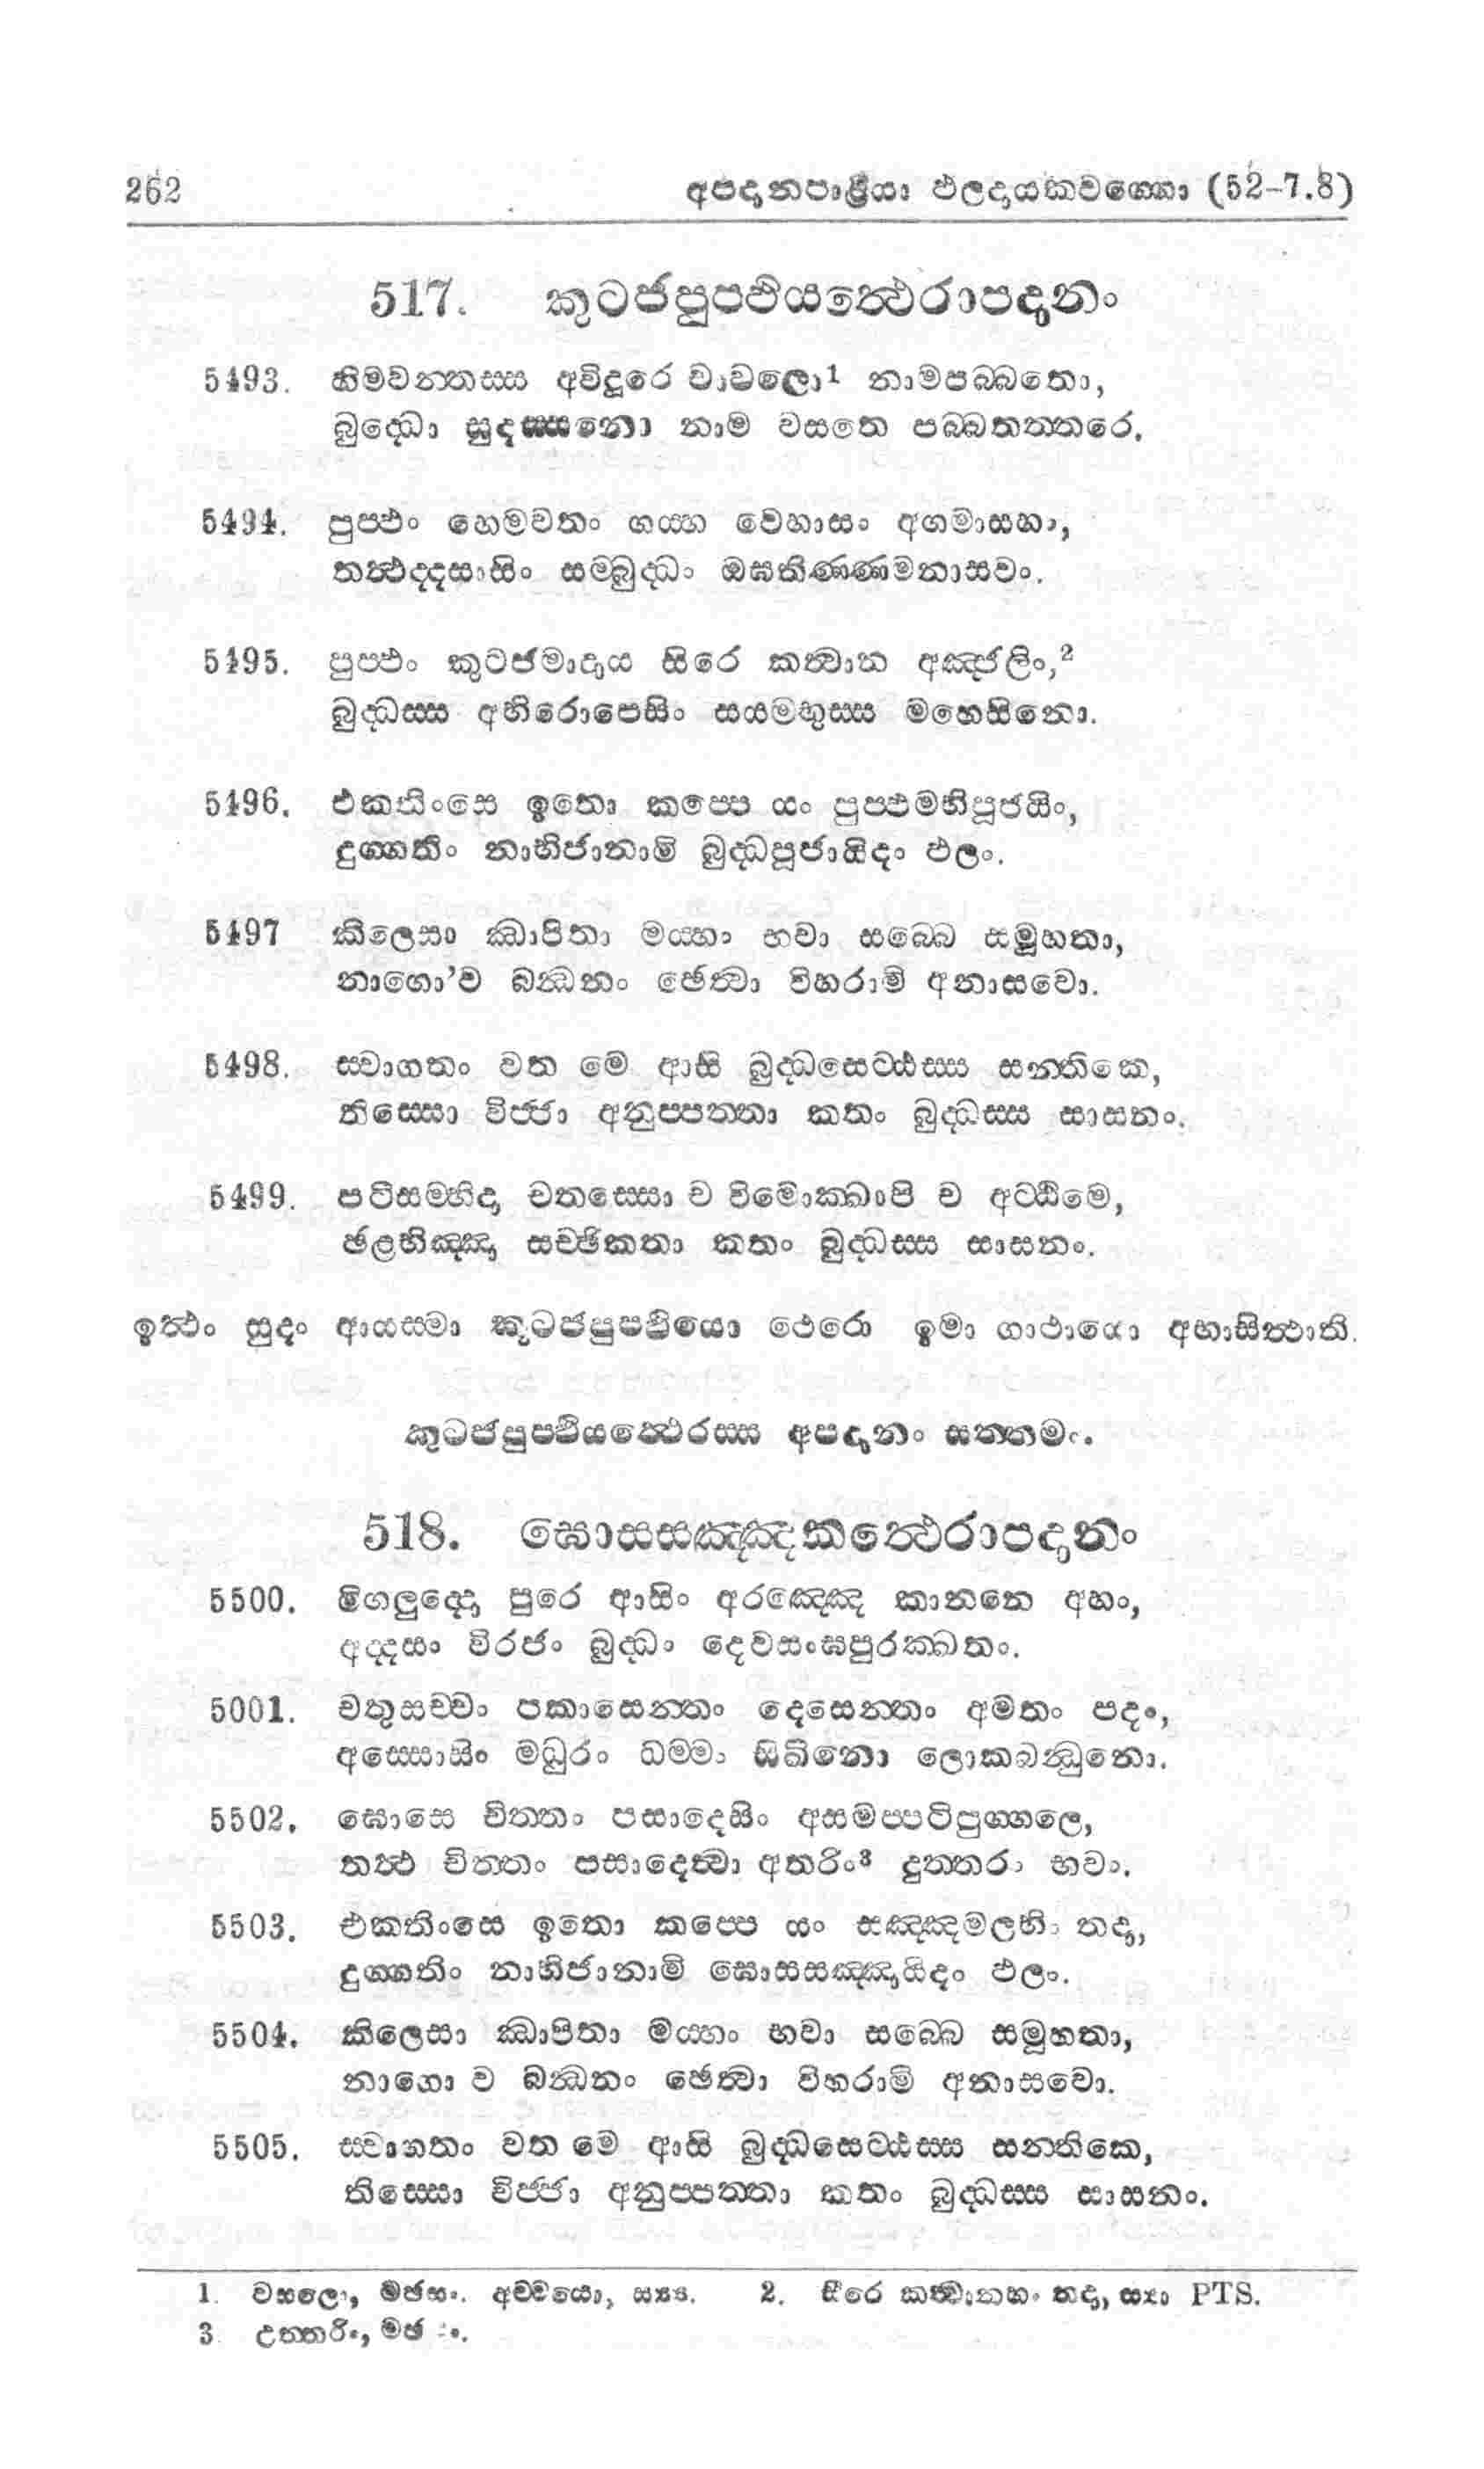 262 අපදානපාළියා ඵලදායකවග්ගො (52-7.8)
517. කුටජපුප්ඵියත්ථෙරාපදානං
5493. හිමවන්තස්ස අවිදූරෙ චාවලො1 නාමපබ්බතො,
බුද්ධො සුදස්සනො නාම වසතෙ පබ්බතන්තරෙ.
5494. පුප්ඵං හෙමවතං ගය්හ වෙහාසං අගමාසහං,
තත්ථද්දසාසිං සම්බුද්ධං ඔඝතිණ්ණමනාසවං.
5495. පුප්ඵං කුටජමාදාය සිරෙ කත්වාන අඤ්ජලිං,2
බුද්ධස්ස අභිරොපෙසිං සයම්භුස්ස මහෙසිනො.
5496. එකතිංසෙ ඉතො කප්පෙ යං පුප්ඵමභිපූජයිං,
දුග්ගතිං නාභිජානාමි බුද්ධපූජායිදං ඵලං.
5497 කිලෙසා ඣාපිතා මය්හං භවා සබ්බෙ සමූහතා,
නාගො'ව බන්ධනං ඡෙත්වා විහරාමි අනාසවො.
5498. ස්වාගතං වත මෙ ආසි බුද්ධසෙට්ඨස්ස සන්තිකෙ,
තිස්සො විජ්ජා අනුප්පත්තා කතං බුද්ධස්ස සාසනං.
5499. පටිසම්භිදා චතස්සො ච විමොක්ඛාපි ච අට්ඨිමෙ,
ඡළභිඤ්ඤා සච්ඡිකතා කතං බුද්ධස්ස සාසනං.
ඉත්ථං සුදං ආයස්මා කුටජපුප්ඵියො ථෙරො ඉමා ගාථායො අභාසිත්ථාති.
කුටජපුප්ඵියත්ථෙරස්ස අපදානං සත්තමං.
518. ඝොසසඤ්ඤකත්ථෙරාපදානං
5500. මිගලුද්දො පුරෙ ආසිං අරඤ්ඤෙ කානනෙ අහං,
අද්දසං විරජං බුද්ධං දෙවසංඝපුරක්ඛතං.
5001. චතුසච්චං පකාසෙන්තං දෙසෙන්තං අමතං පදං,
අස්සොසිං මධුරං ධම්මං සිඛිනො ලොකබන්ධුනො.
5502. ඝොසෙ චිත්තං පසාදෙසිං අසමප්පටිපුග්ගලෙ,
තත්ථ චිත්තං පසාදෙත්වා අතරිං3 දුත්තරං භවං.
5503. එකතිංසෙ ඉතො කප්පෙ යං සඤ්ඤමලභිං තදා,
දුග්ගතිං නාභිජානාමි ඝොසසඤ්ඤායිදං ඵලං.
5504. කිලෙසා ඣාපිතා මය්හං භවා සබ්බෙ සමූහතා,
නාගො ව බන්ධනං ඡෙත්වා විහරාමි අනාසවො.
5505. ස්වාගතං වත මෙ ආසි බුද්ධසෙට්ඨස්ස සන්තිකෙ,
තිස්සො විජ්ජා අනුප්පත්තා කතං බුද්ධස්ස සාසනං.
1. වසලො, මඡසං. අච්චයො, 2. සිරෙ කත්වානහං තදා, ස්යා PTS.
3 උත්තරිං,